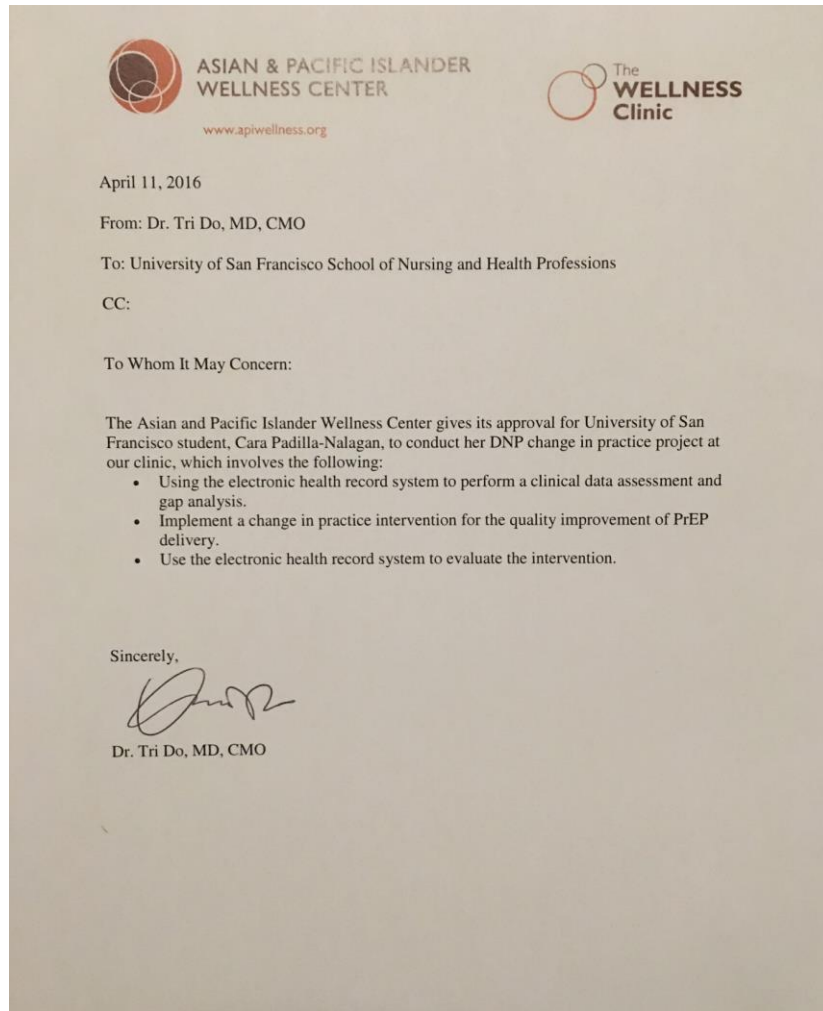 ASIAN & PACIFIC ISLANDER
WELLNESS CENTER
www.apiwellness.org
The
WELLNESS
Clinic
April 11, 2016
From: Dr. Tri Do, MD, CMO
To: University of San Francisco School of Nursing and Health Professions
CC:
To Whom It May Concern:
The Asian and Pacific Islander Wellness Center gives its approval for University of San
Francisco student, Cara Padilla-Nalagan, to conduct her DNP change in practice project at
our clinic, which involves the following:
• Using the electronic health record system to perform a clinical data assessment and
gap analysis.
• Implement a change in practice intervention for the quality improvement of PrEP
delivery.
• Use the electronic health record system to evaluate the intervention.
Sincerely,
Dr. Tri Do, MD, CMO